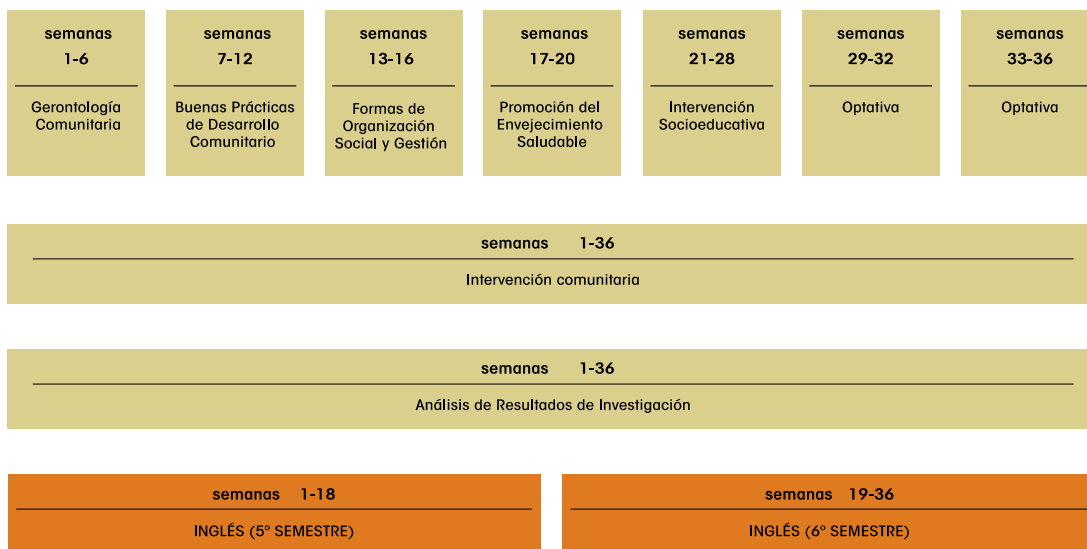 semanas
1-6
Gerontología
Comunitaria
semanas
7-12
Buenas Prácticas
de Desarrollo
Comunitario
semanas
13-16
Formas de
Organización
Social y Gestión
semanas
17-20
Promoción del
Envejecimiento
Saludable
semanas
21-28
Intervención
Socioeducativa
semanas
29-32
Optativa
semanas
33-36
Optativa
semanas 1-36
Intervención comunitaria
semanas 1-36
Análisis de Resultados de Investigación
semanas 1-18
INGLÉS (5º SEMESTRE)
semanas 19-36
INGLÉS (6º SEMESTRE)